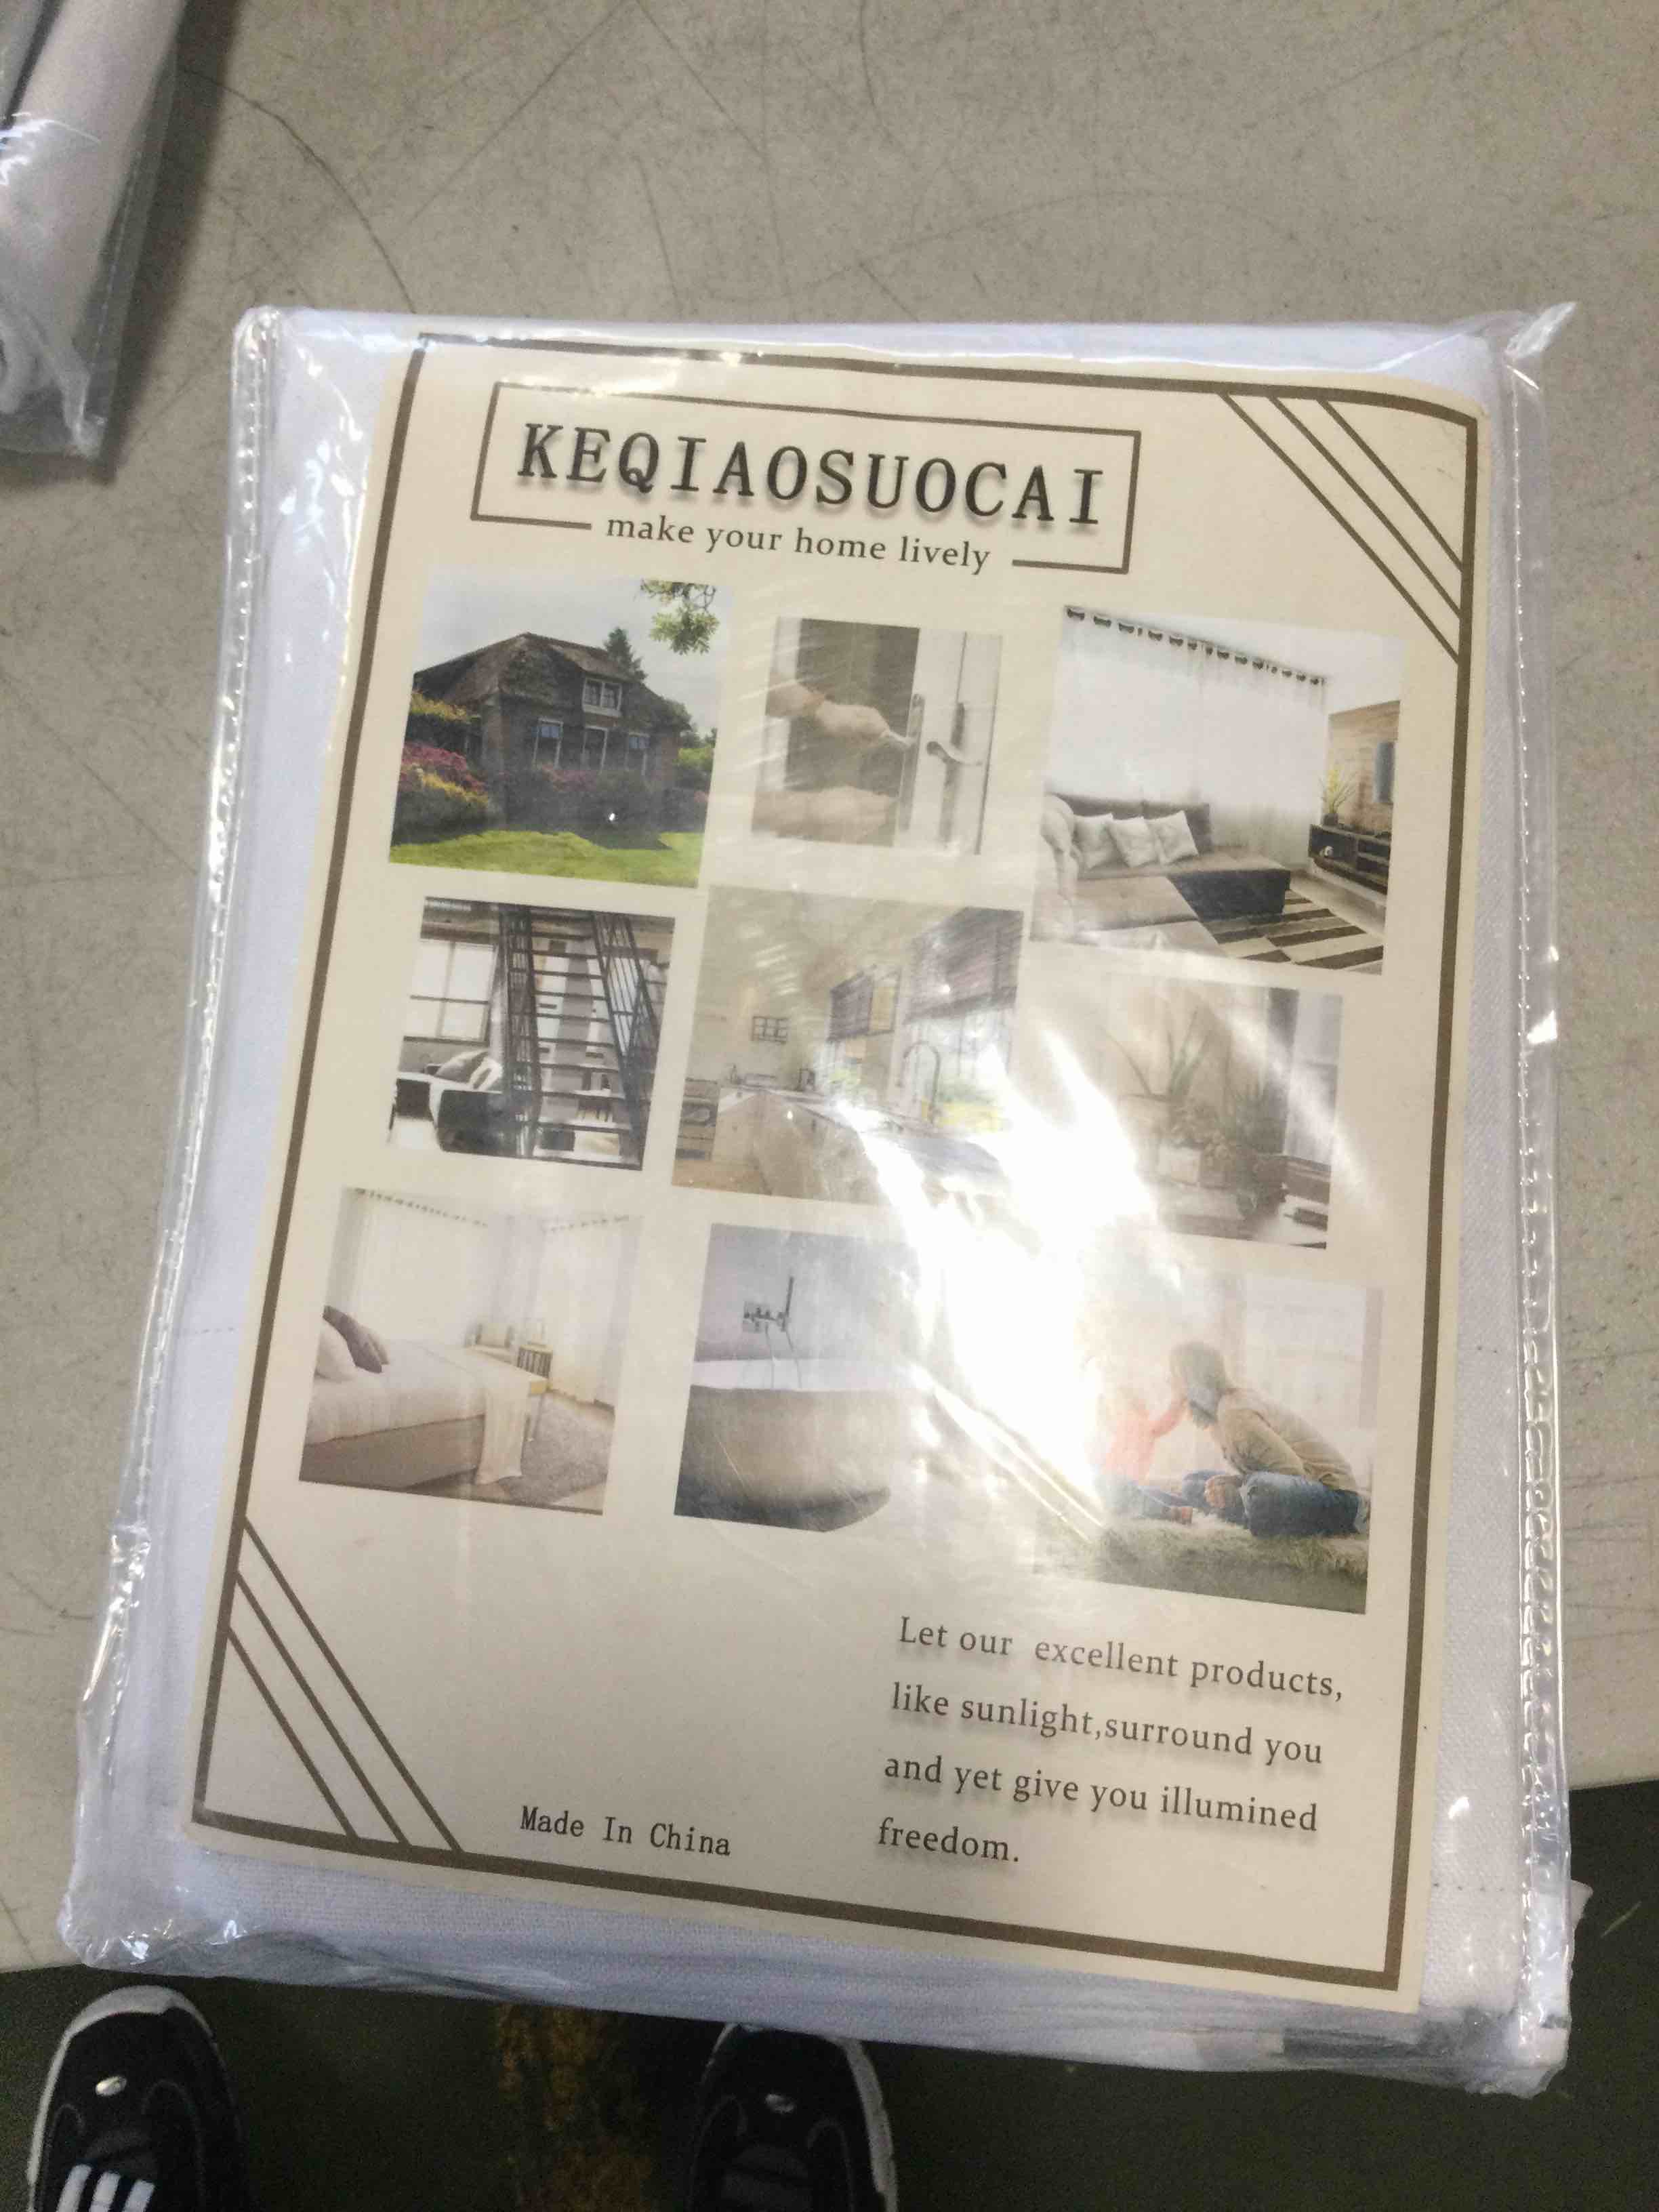 KEQIAOSUOCAI
make your home lively
Let our excellent products,
like sunlight,surround you
and yet give you illumined
freedom.
Made In China